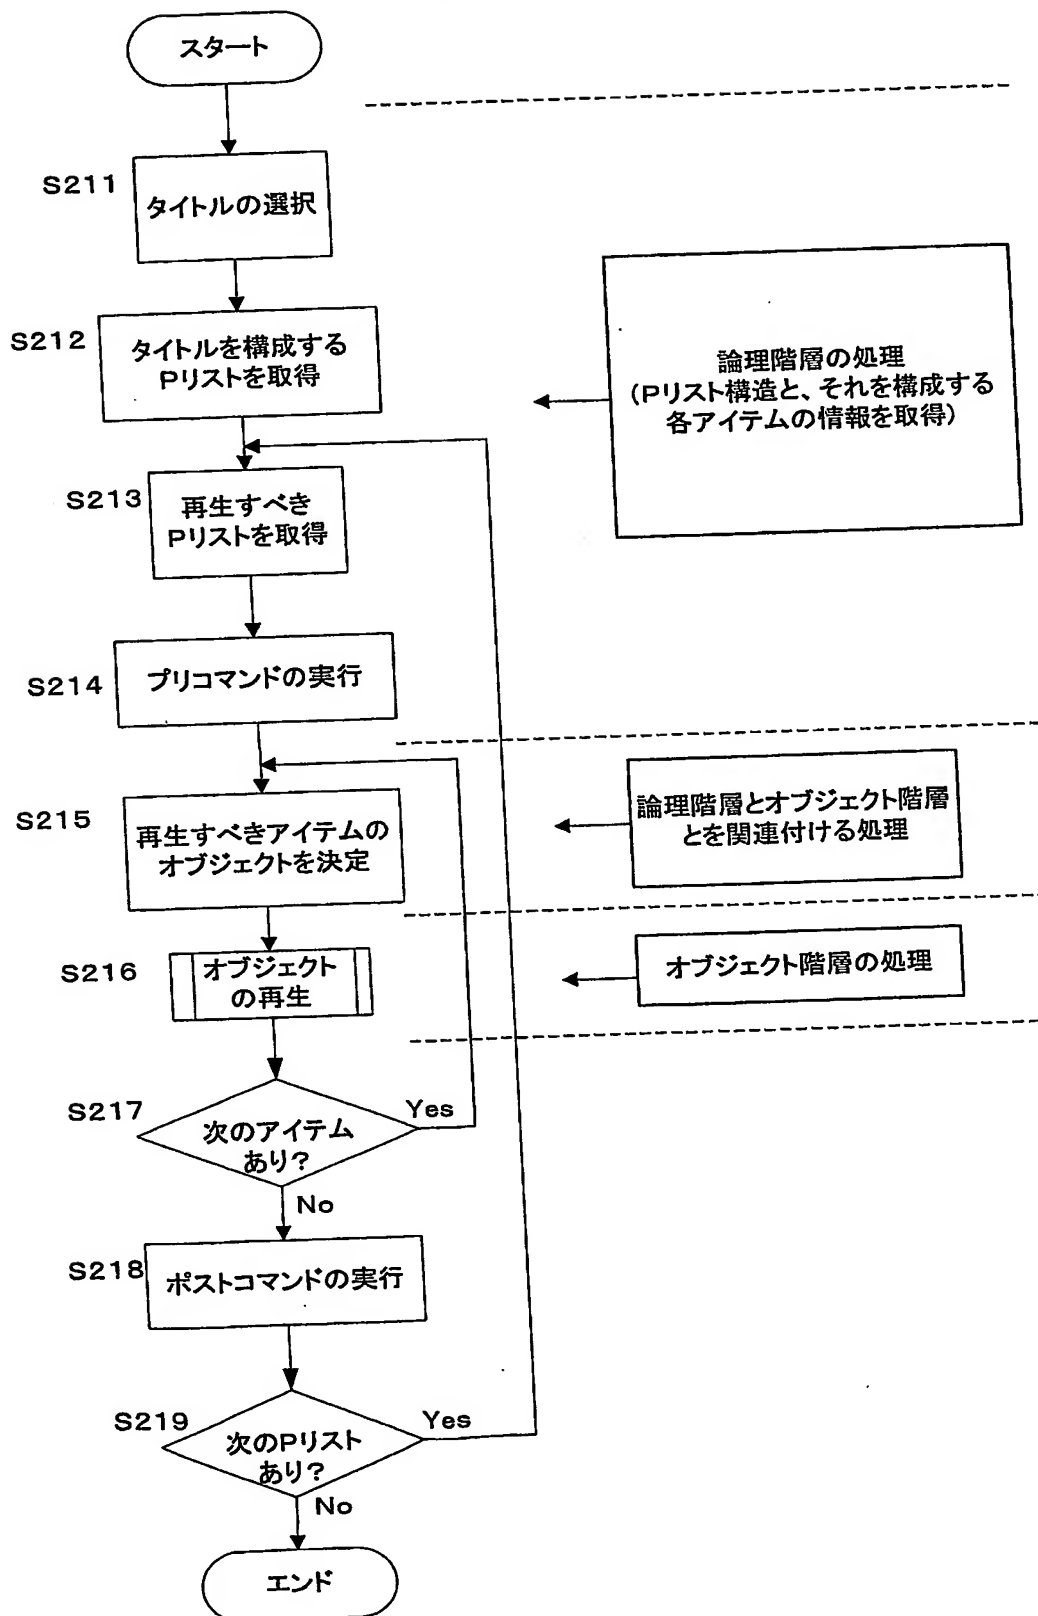 スタート
S211
タイトルの選択
S212
タイトルを構成する
Pリストを取得
論理階層の処理
(Pリスト構造と、それを構成する
各アイテムの情報を取得)
S213
再生すべき
Pリストを取得
S214
プリコマンドの実行
S215
再生すべきアイテムの
オブジェクトを決定
論理階層とオブジェクト階層
とを関連付ける処理
S216
オブジェクト
の再生
オブジェクト階層の処理
S217
次のアイテム
あり?
Yes
No
S218
ポストコマンドの実行
S219
次のPリスト
あり?
Yes
No
エンド